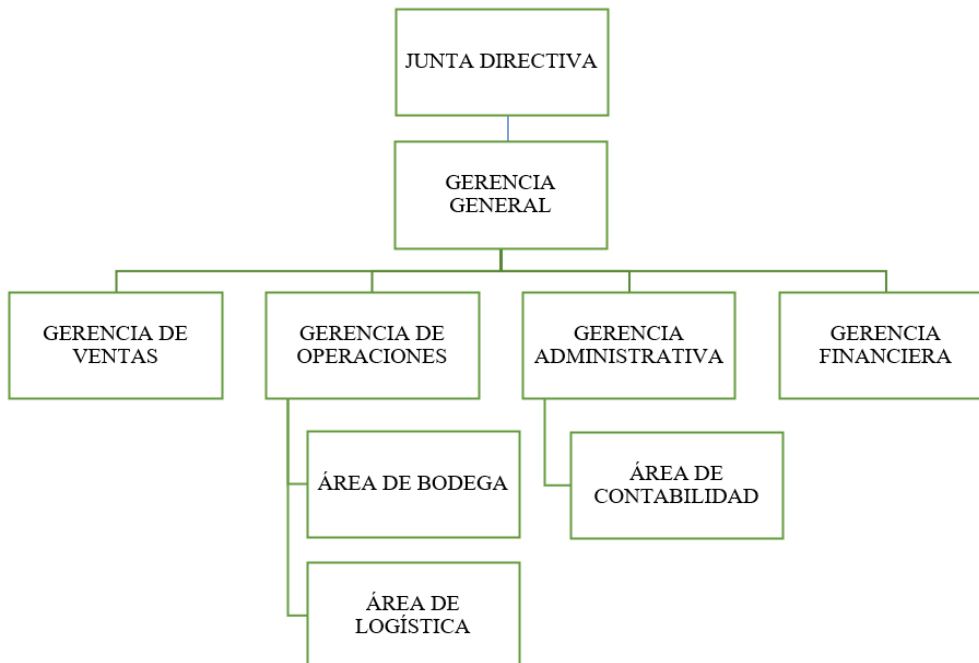 JUNTA DIRECTIVA
GERENCIA
GENERAL
GERENCIA DE
VENTAS
GERENCIA DE
OPERACIONES
GERENCIA
ADMINISTRATIVA
GERENCIA
FINANCIERA
ÁREA DE BODEGA
ÁREA DE
CONTABILIDAD
ÁREA DE
LOGÍSTICA